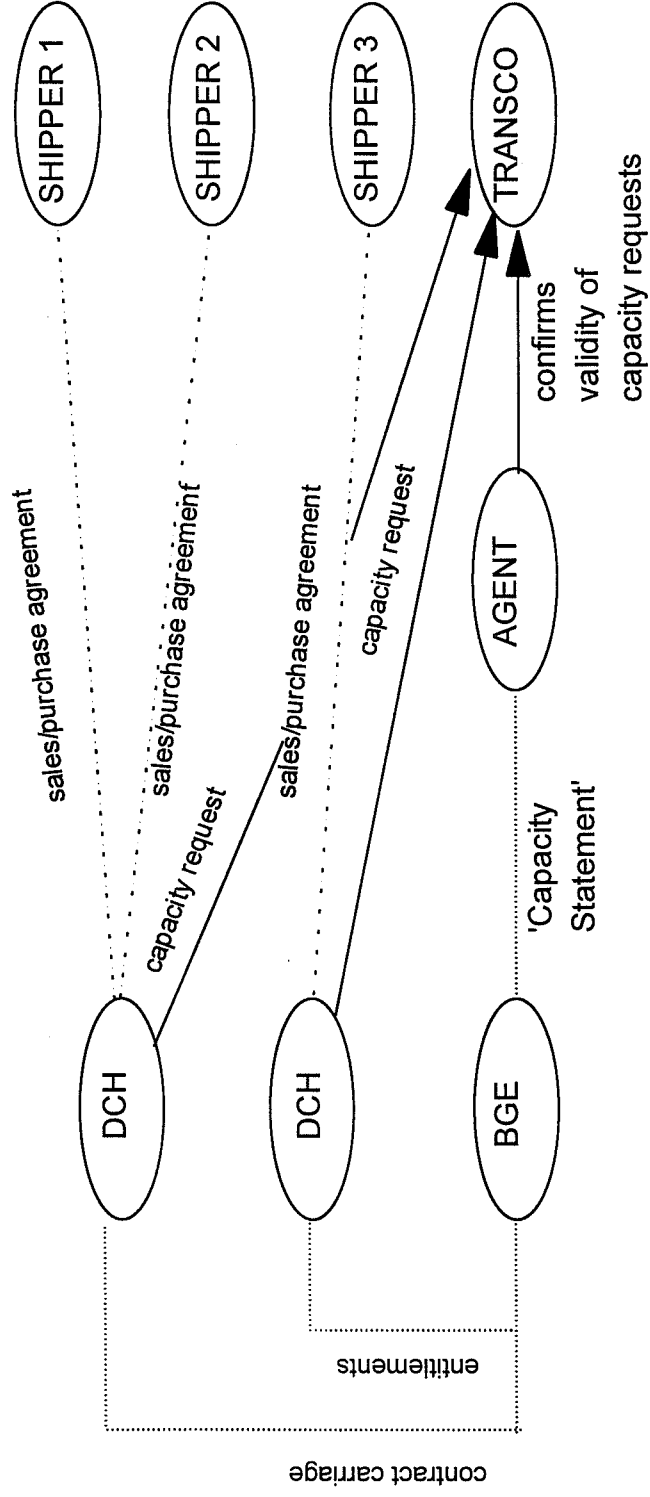 SHIPPER 1
SHIPPER 2
SHIPPER 3
TRANSCO
sales/purchase agreement
sales/purchase agreement
sales/purchase agreement
capacity request
capacity request
confirms
validity of
capacity requests
AGENT
'Capacity
Statement'
DCH
DCH
BGE
entitlements
contract carriage